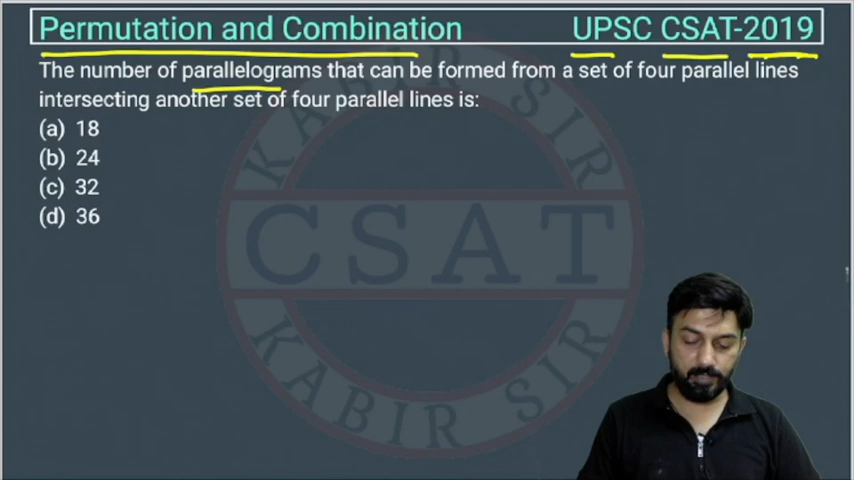 Permutation and Combination UPSC CSAT-2019
The number of parallelograms that can be formed from a set of four parallel lines
intersecting another set of four parallel lines is:
(a) 18
(b) 24
(c) 32
(d) 36
KABIR SIR
CSAT
KABIR SIR